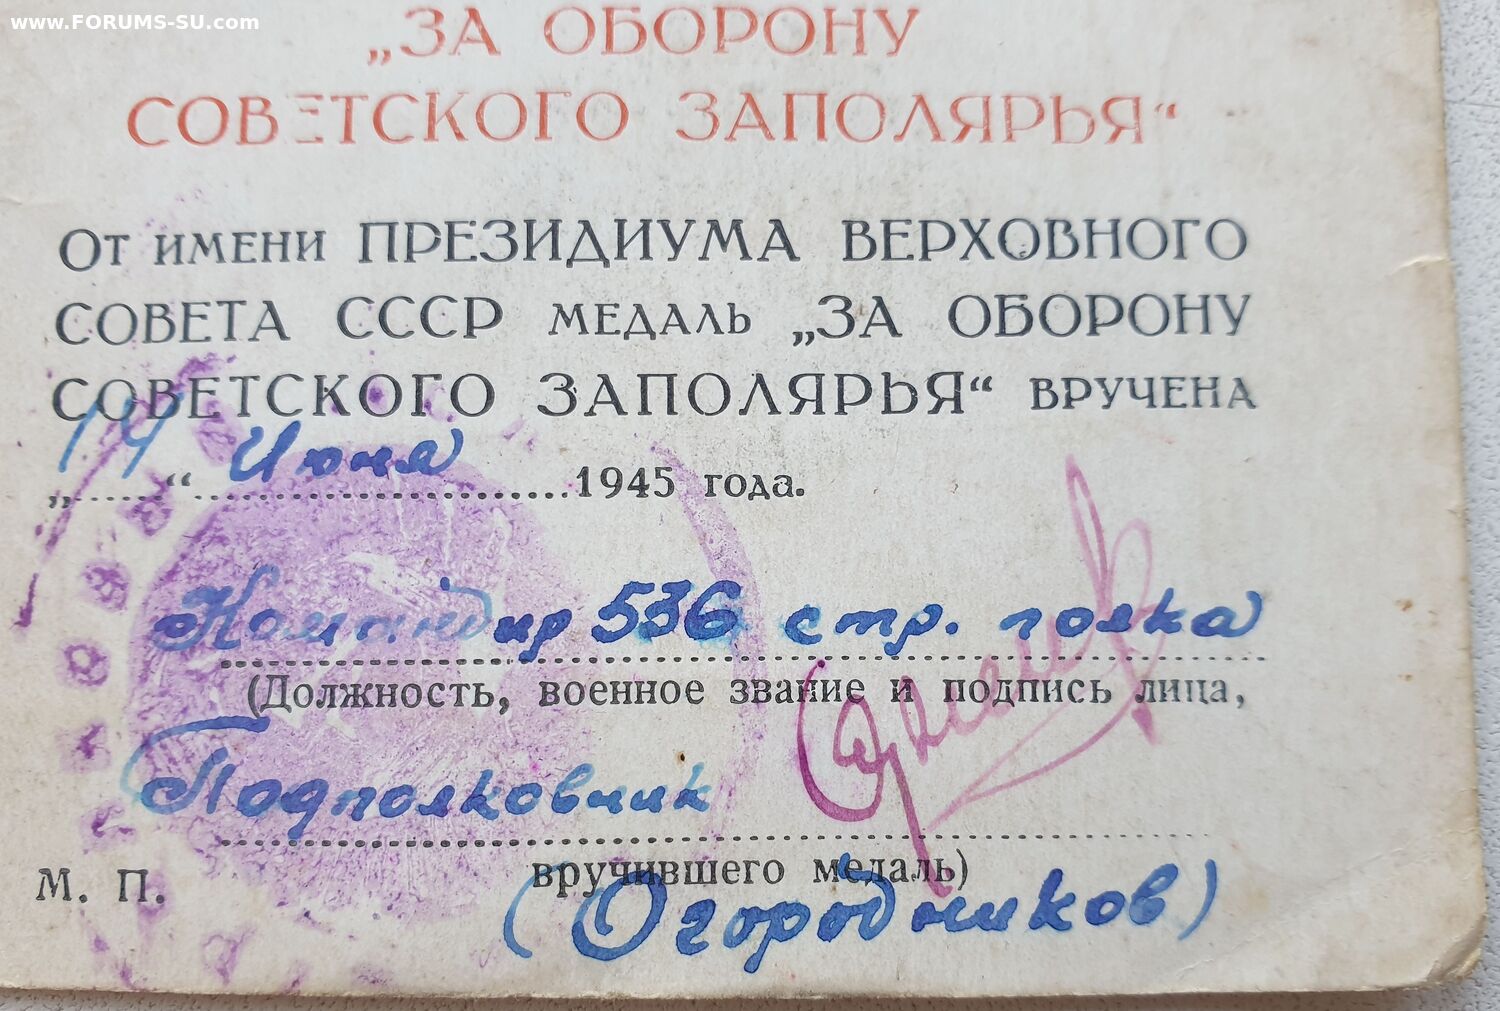 www.FORUMS-SU.com
„ЗА ОБОРОНУ
СОВЕТСКОГО ЗАПОЛЯРЬЯ“
От имени ПРЕЗИДИУМА ВЕРХОВНОГО
СОВЕТА СССР медаль „ЗА ОБОРОНУ
СОВЕТСКОГО ЗАПОЛЯРЬЯ“ вручена
„14“ Июня 1945 года.
Командир 536 стр. полка
(Должность, военное звание и подпись лица,
Подполковник
вручившего медаль)
М. П.
(Огородников)